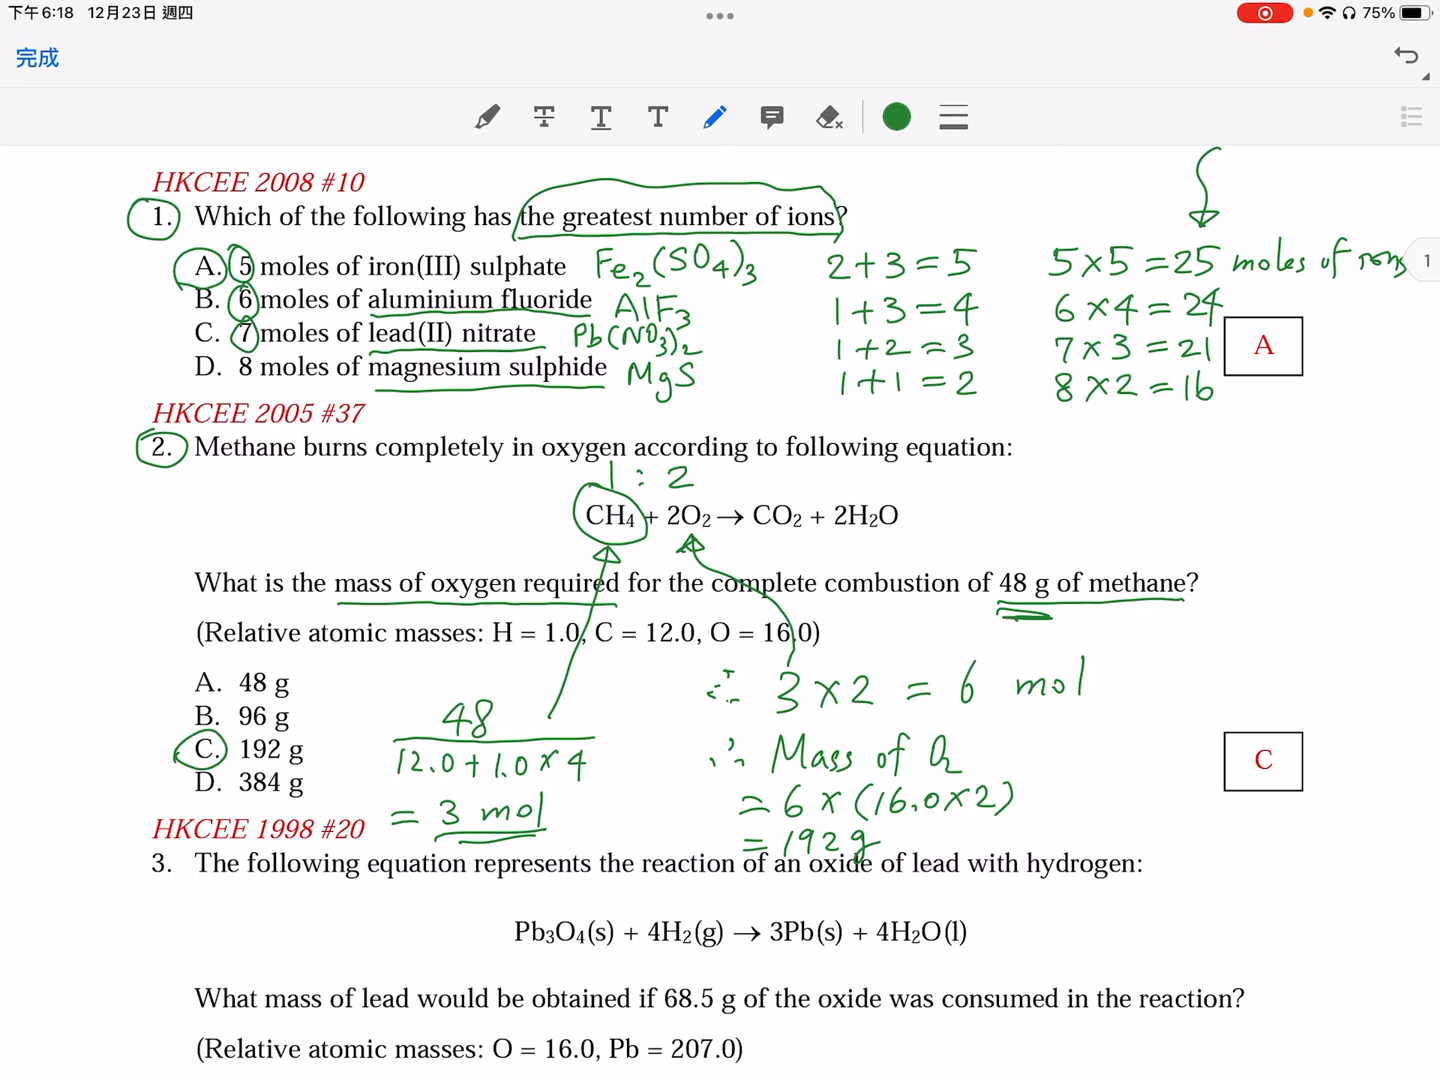 下午6:18 12月23日 週四
75%
完成
HKCEE 2008 #10
1. Which of the following has the greatest number of ions?
A. 5 moles of iron(III) sulphate Fe₂(SO₄)₃ 2+3=5 5×5=25 moles of ions
1
B. 6 moles of aluminium fluoride AlF₃ 1+3=4 6×4=24
C. 7 moles of lead(II) nitrate Pb(NO₃)₂ 1+2=3 7×3=21
A
D. 8 moles of magnesium sulphide MgS 1+1=2 8×2=16
HKCEE 2005 #37
2. Methane burns completely in oxygen according to following equation:
1 : 2
CH₄ + 2O₂ → CO₂ + 2H₂O
What is the mass of oxygen required for the complete combustion of 48 g of methane?
(Relative atomic masses: H = 1.0, C = 12.0, O = 16.0)
A. 48 g
B. 96 g
C. 192 g
D. 384 g
48
12.0+1.0×4
= 3 mol
∴ 3×2 = 6 mol
∴ Mass of O₂
= 6×(16.0×2)
= 192g
C
HKCEE 1998 #20
3. The following equation represents the reaction of an oxide of lead with hydrogen:
Pb₃O₄(s) + 4H₂(g) → 3Pb(s) + 4H₂O(l)
What mass of lead would be obtained if 68.5 g of the oxide was consumed in the reaction?
(Relative atomic masses: O = 16.0, Pb = 207.0)